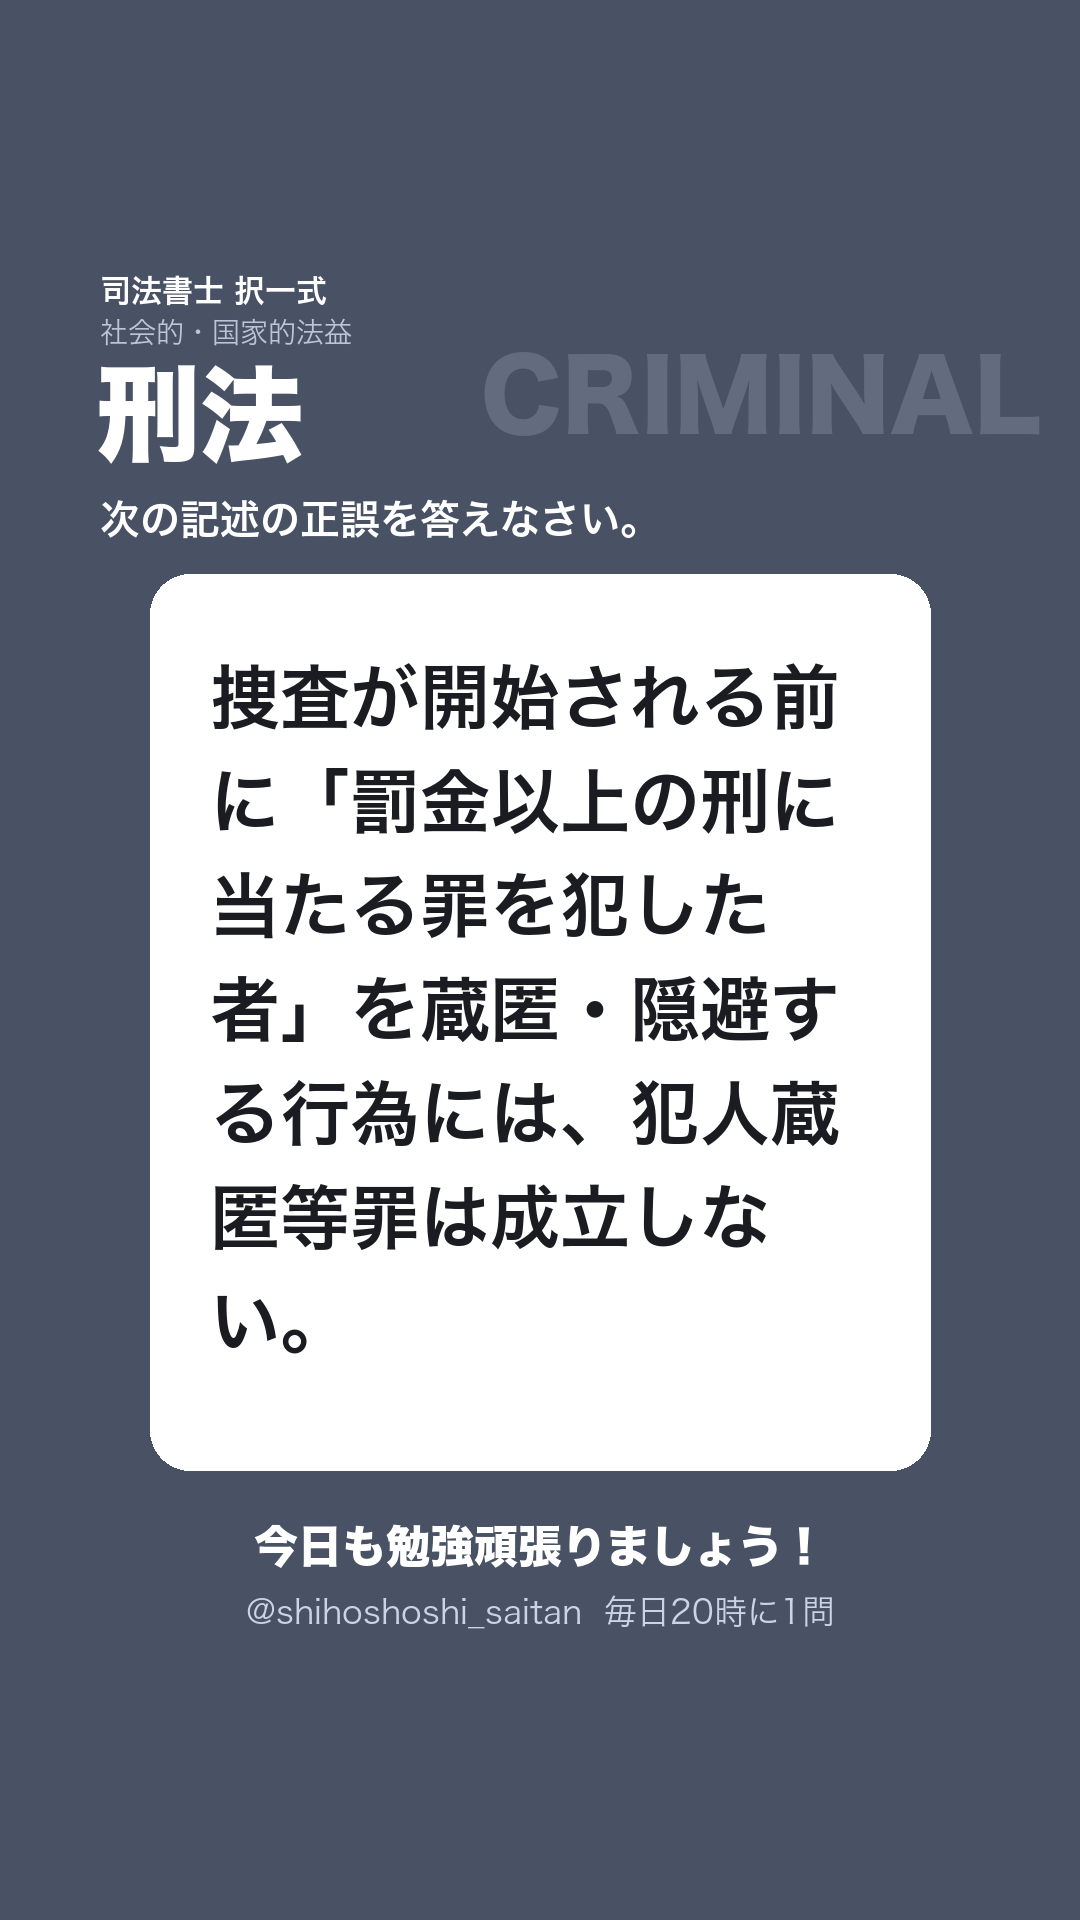 司法書士 択一式
社会的・国家的法益
刑法
CRIMINAL
次の記述の正誤を答えなさい。
捜査が開始される前
に「罰金以上の刑に
当たる罪を犯した
者」を蔵匿・隠避す
る行為には、犯人蔵
匿等罪は成立しな
い。
今日も勉強頑張りましょう！
@shihoshoshi_saitan 毎日20時に1問